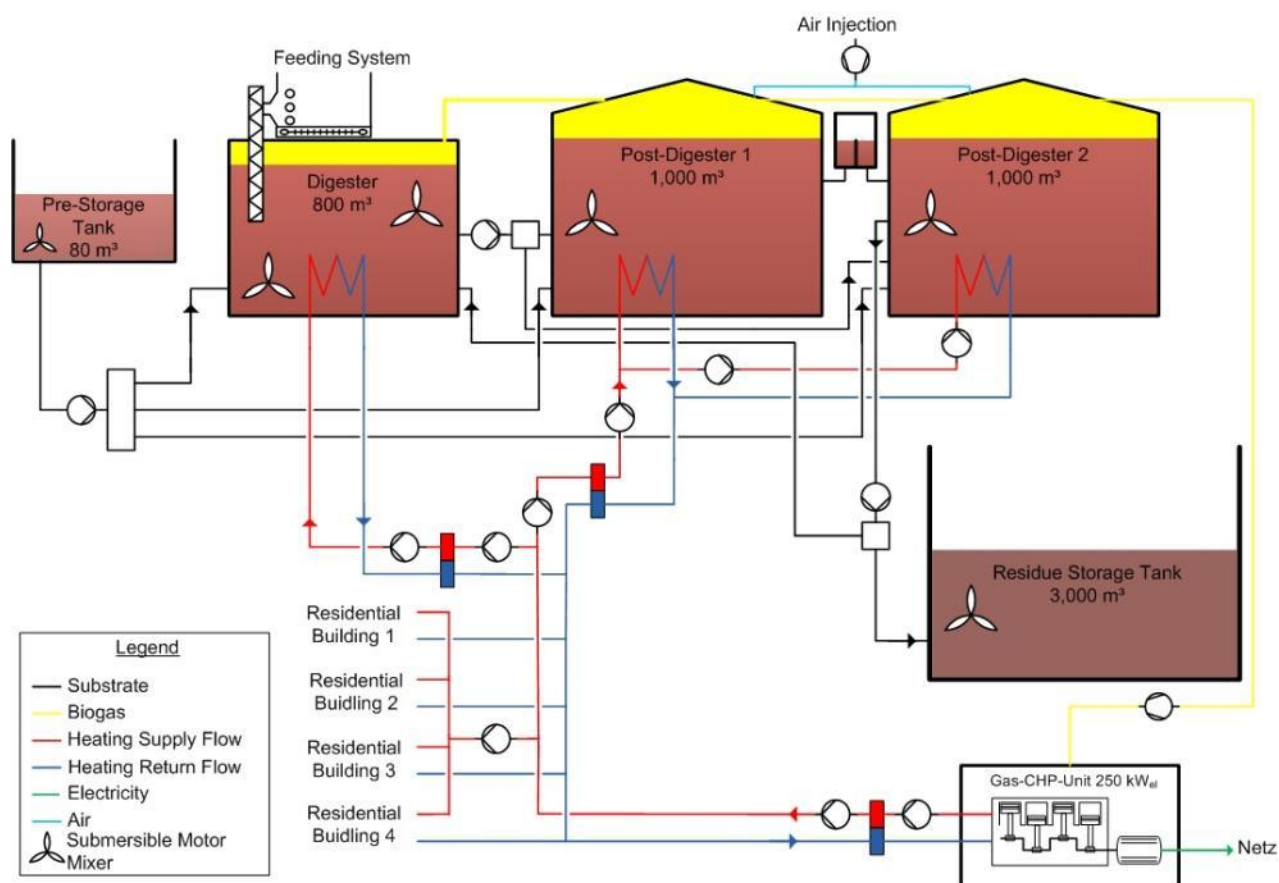 Air Injection
Feeding System
Pre-Storage
Tank
80 m³
Digester
800 m³
Post-Digester 1
1,000 m³
Post-Digester 2
1,000 m³
Residue Storage Tank
3,000 m³
Residential
Building 1
Residential
Buidling 2
Residential
Building 3
Residential
Buidling 4
Legend
Substrate
Biogas
Heating Supply Flow
Heating Return Flow
Electricity
Air
Submersible Motor
Mixer
Gas-CHP-Unit 250 kWel
Netz